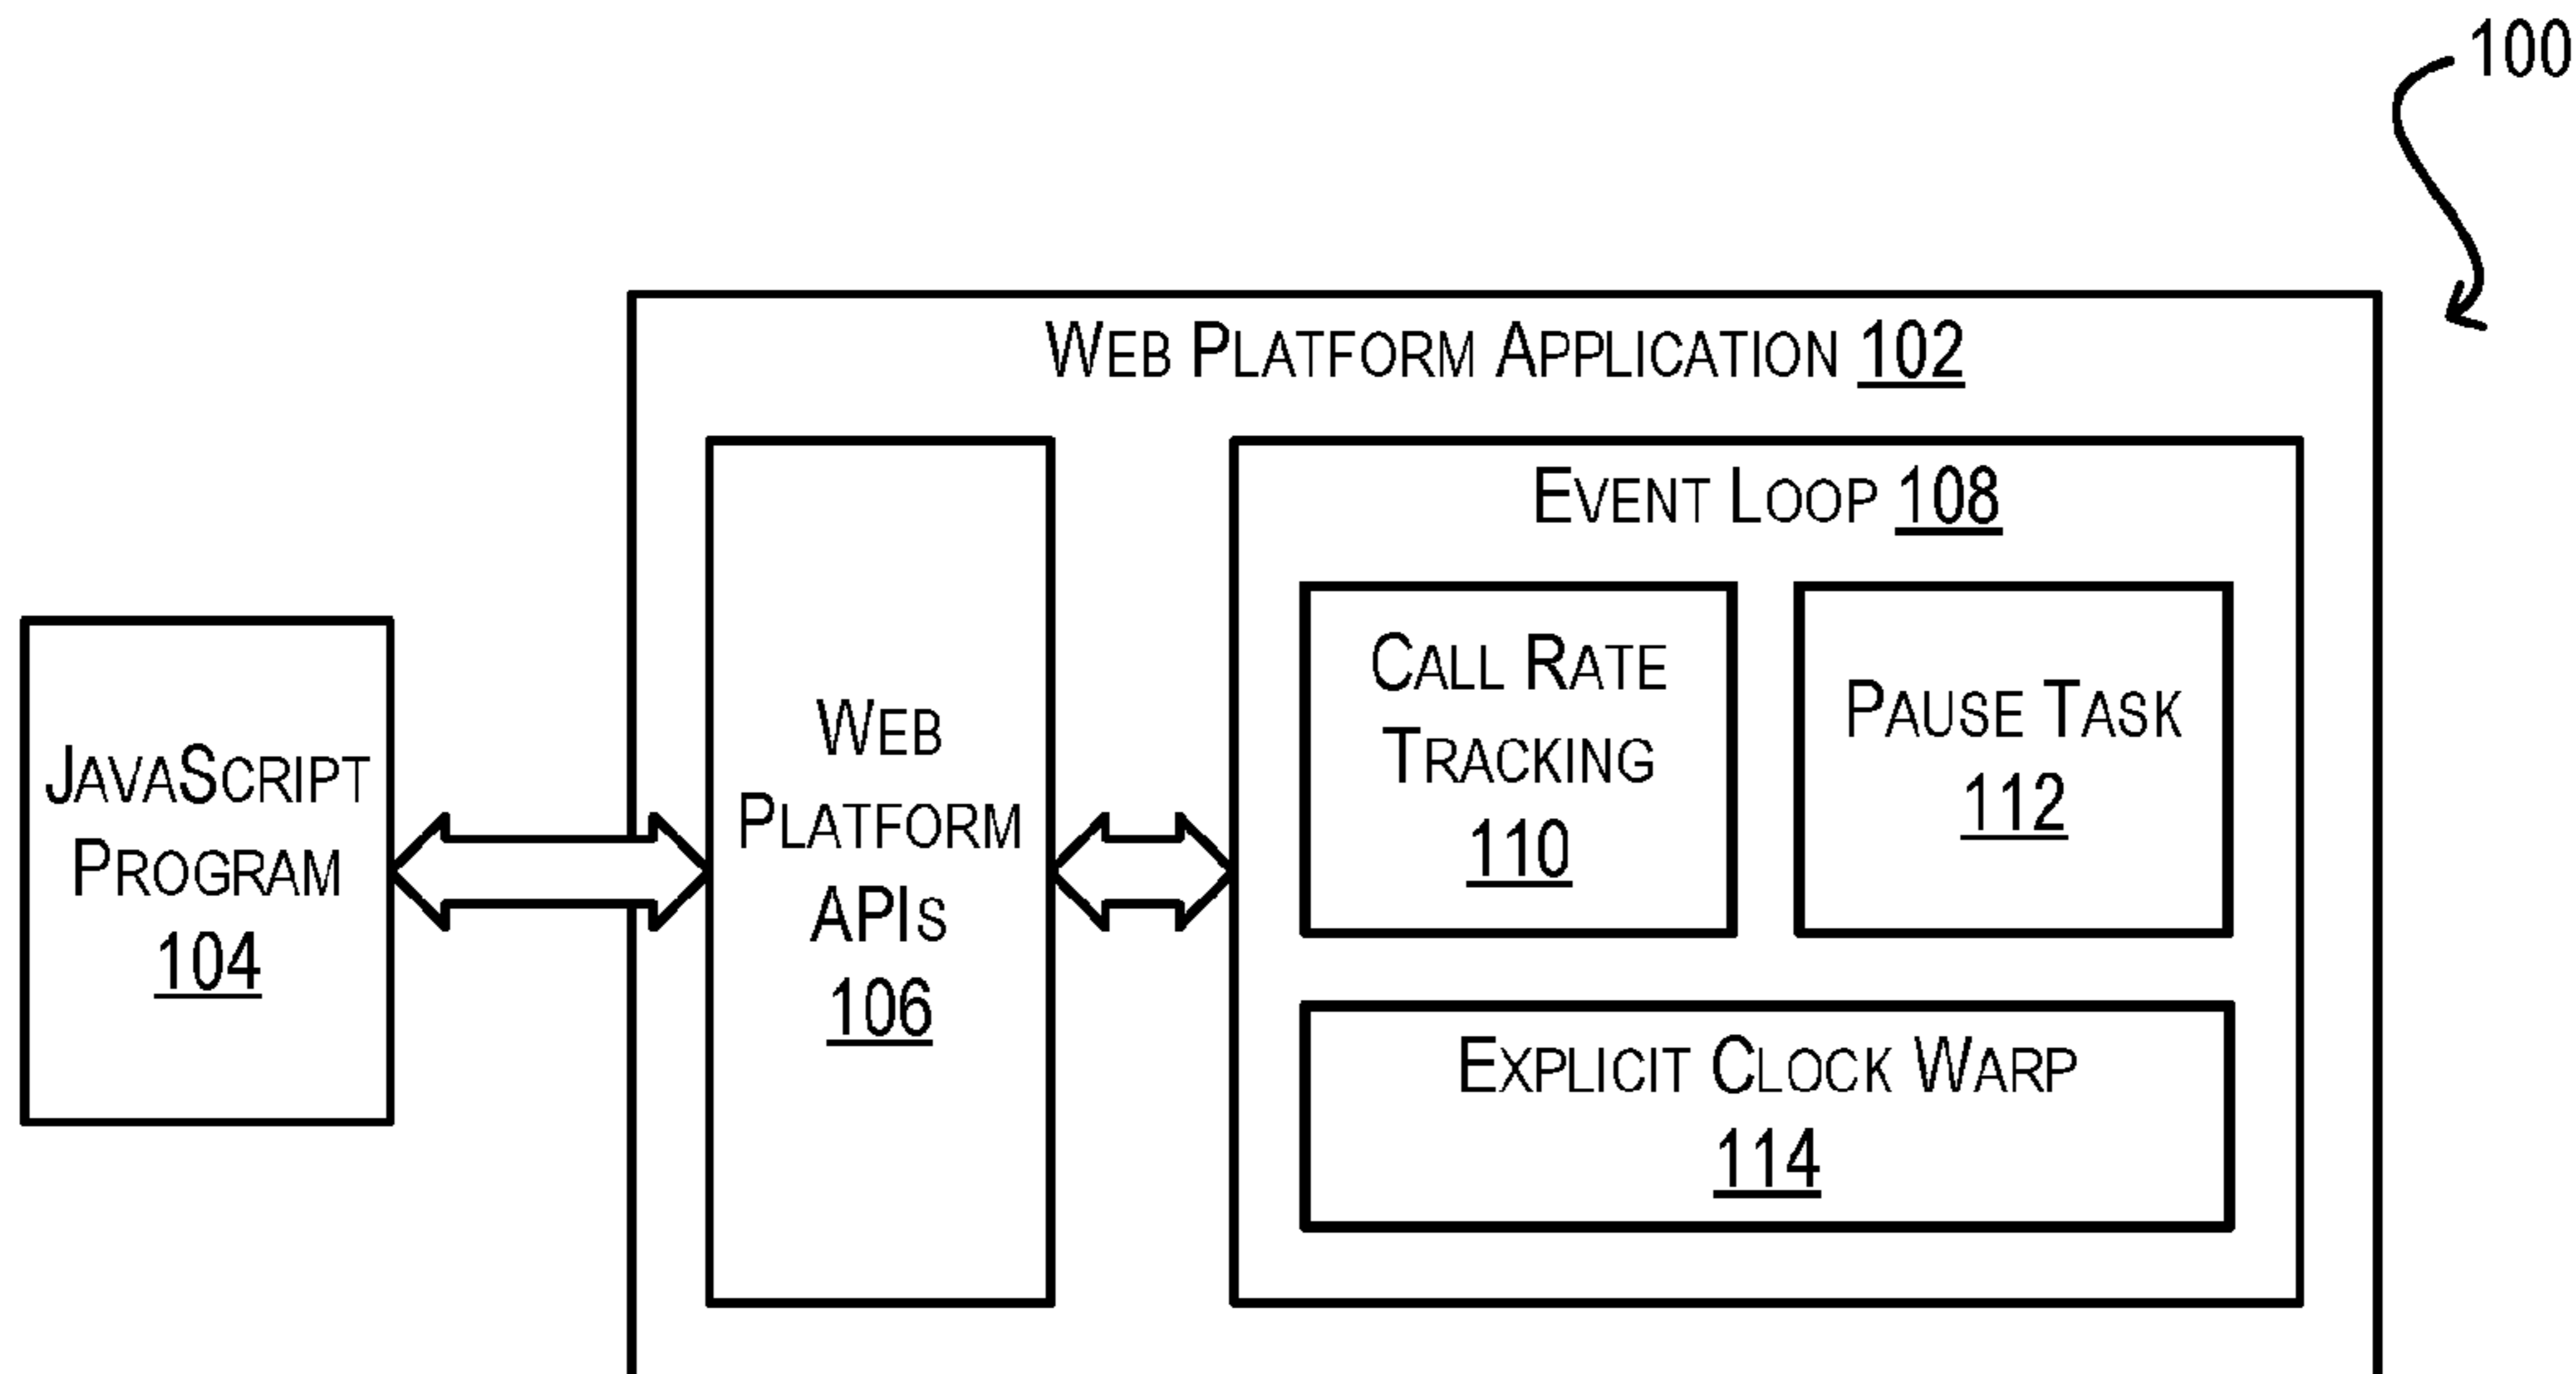 100
WEB PLATFORM APPLICATION 102
EVENT LOOP 108
CALL RATE
TRACKING
110
PAUSE TASK
112
JAVASCRIPT
PROGRAM
104
WEB
PLATFORM
APIS
106
EXPLICIT CLOCK WARP
114